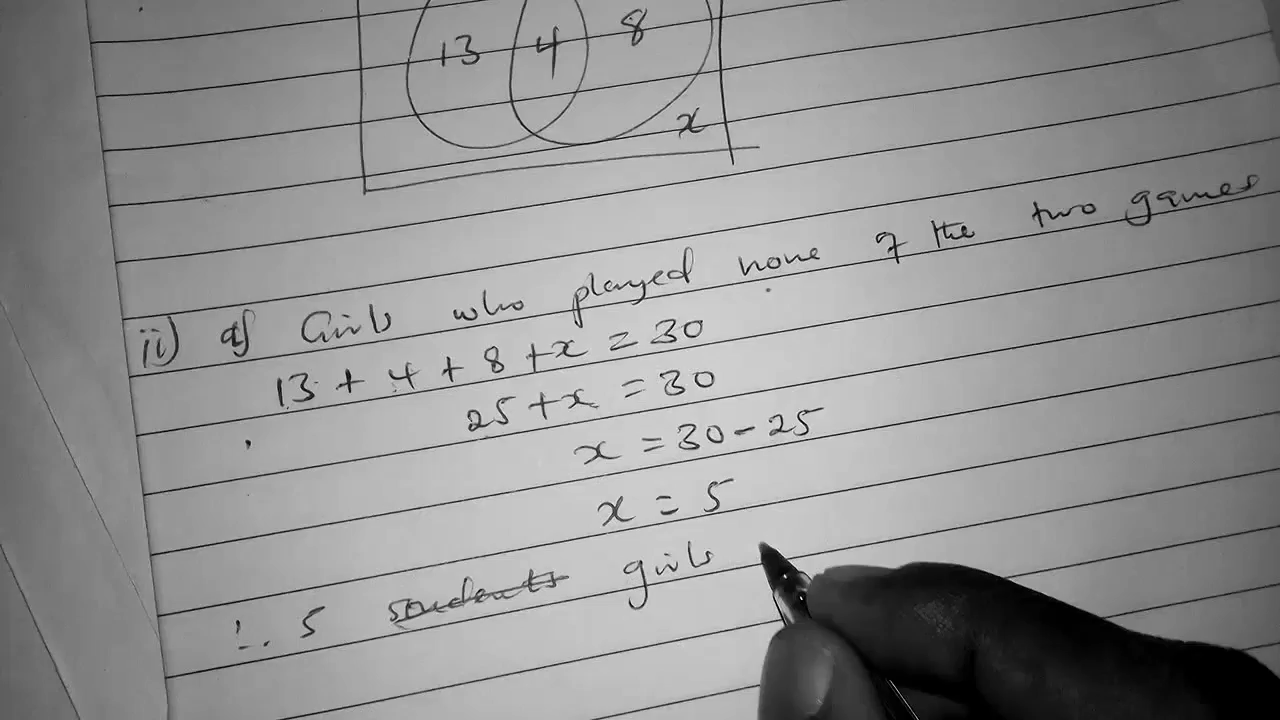 13 4 8
x
ii) of Girls who played none of the two games
13 + 4 + 8 + x = 30
25 + x = 30
x = 30 - 25
x = 5
∴ 5 students girls